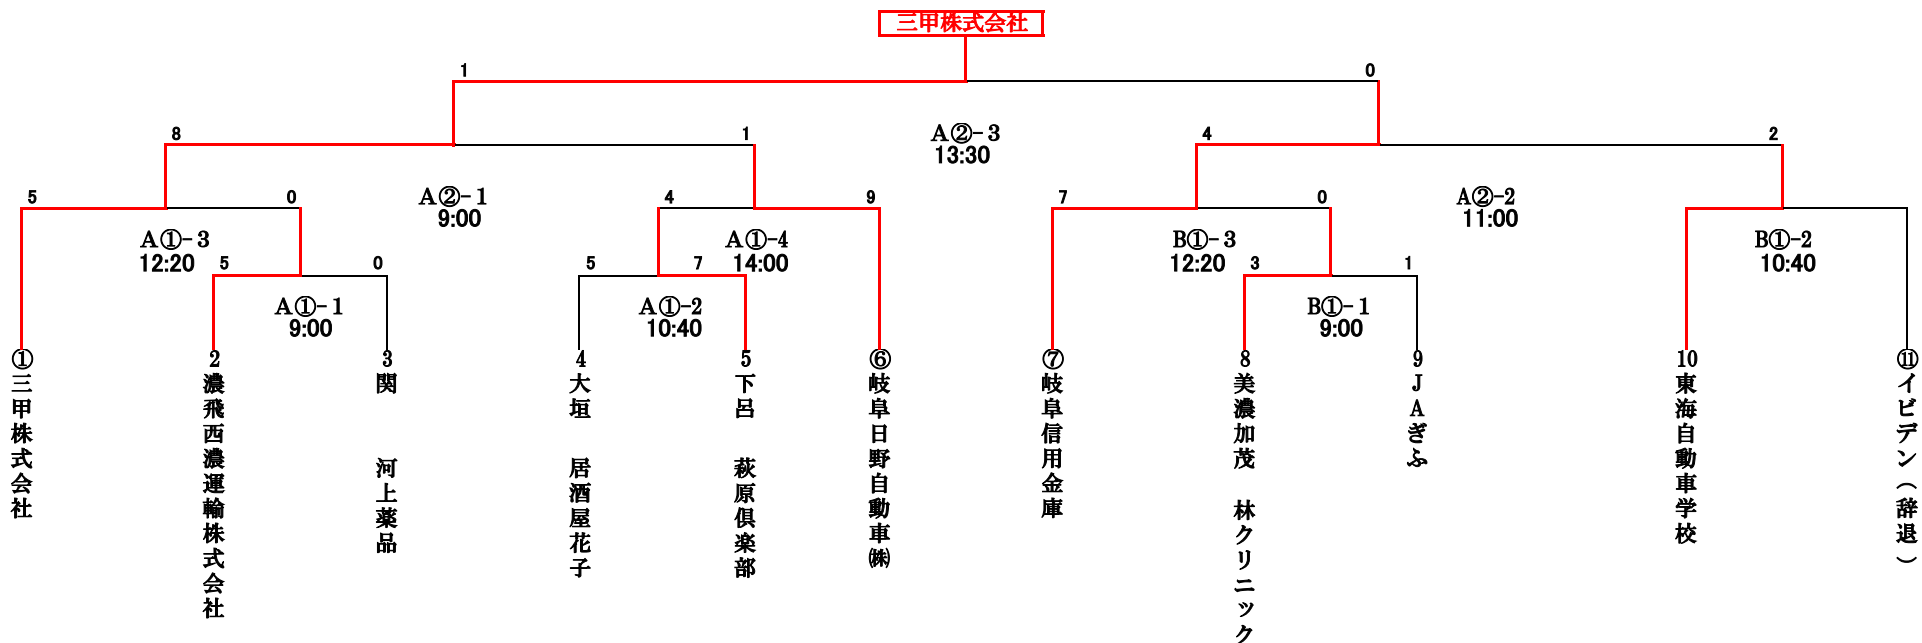 三甲株式会社
1
0
8
1
A②-3
13:30
4
2
5
0
A②-1
9:00
4
9
7
0
A②-2
11:00
A①-3
12:20
A①-4
14:00
B①-3
12:20
B①-2
10:40
5
0
5
7
3
1
A①-1
9:00
A①-2
10:40
B①-1
9:00
①三甲株式会社
2濃飛西濃運輸株式会社
3関　河上薬品
4大垣　居酒屋花子
5下呂　萩原倶楽部
⑥岐阜日野自動車㈱
⑦岐阜信用金庫
8美濃加茂　林クリニック
9JAぎふ
10東海自動車学校
⑪イビデン（辞退）